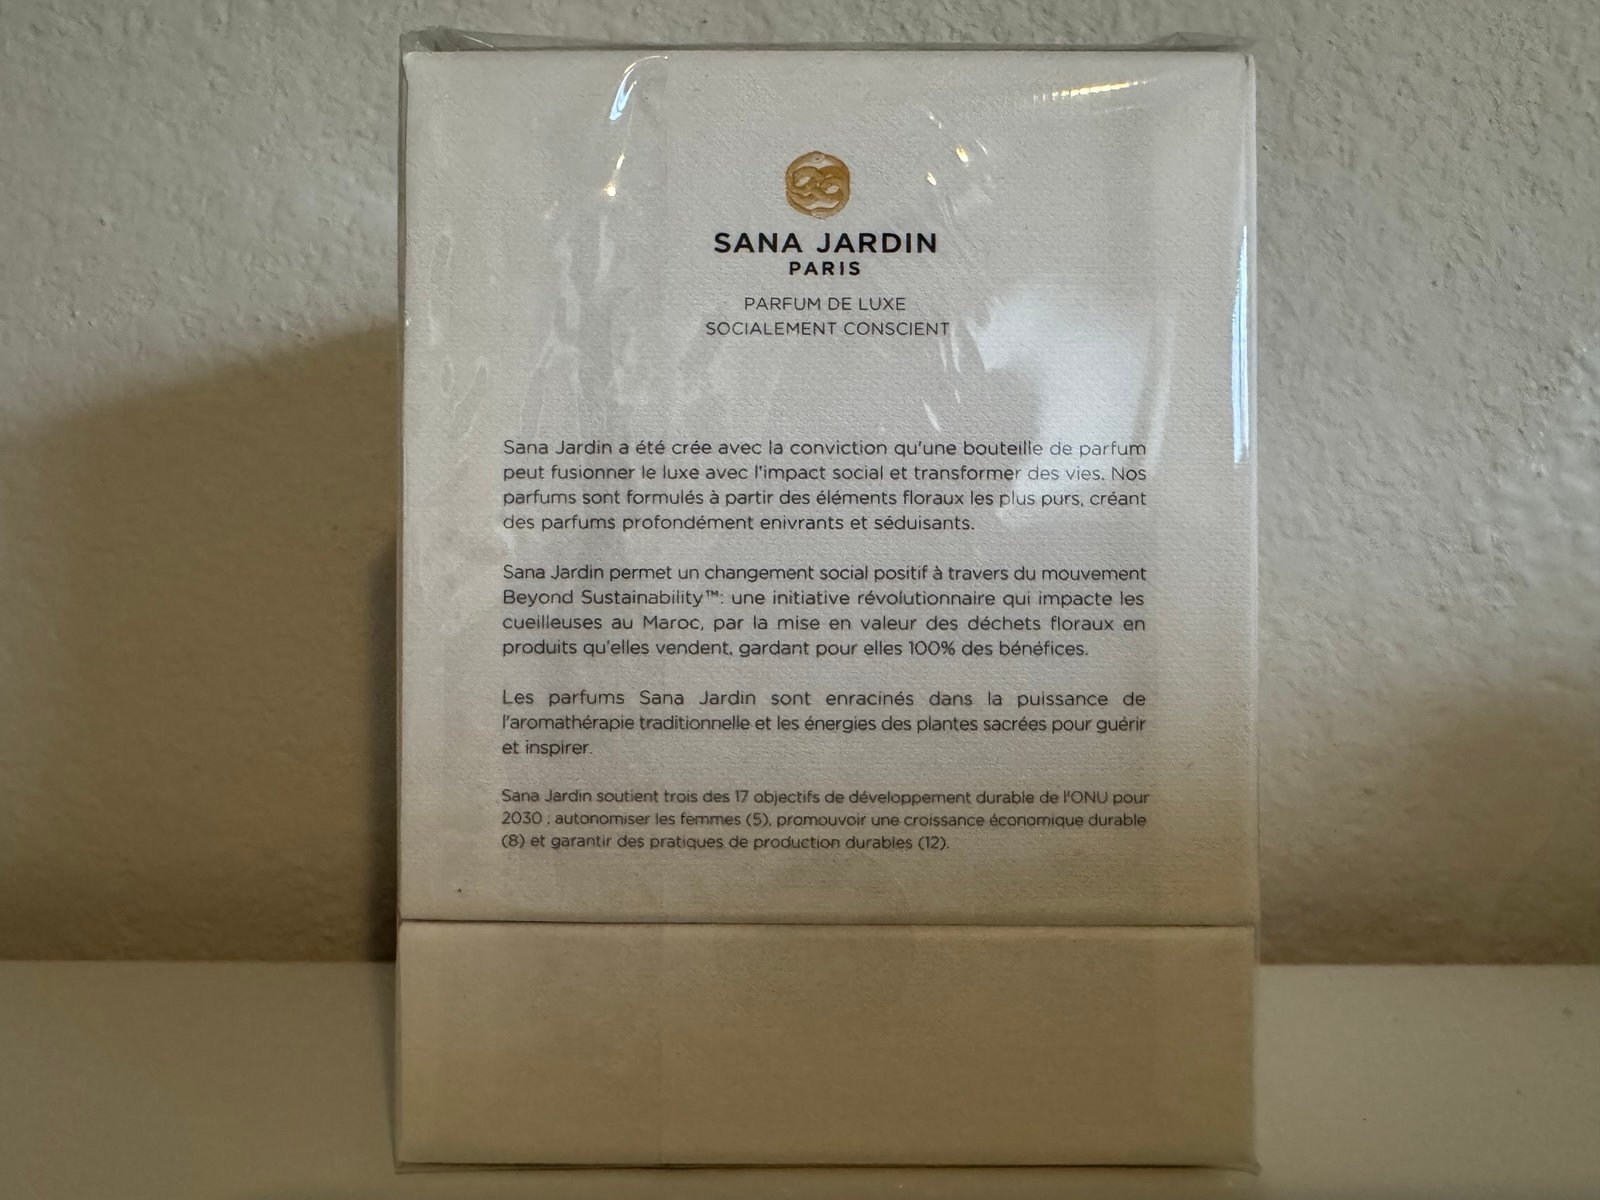 SANA JARDIN
PARIS
PARFUM DE LUXE
SOCIALEMENT CONSCIENT
Sana Jardin a été crée avec la conviction qu'une bouteille de parfum
peut fusionner le luxe avec l'impact social et transformer des vies. Nos
parfums sont formulés à partir des éléments floraux les plus purs, créant
des parfums profondément enivrants et séduisants.
Sana Jardin permet un changement social positif à travers du mouvement
Beyond Sustainability™: une initiative révolutionnaire qui impacte les
cueilleuses au Maroc, par la mise en valeur des déchets floraux en
produits qu'elles vendent, gardant pour elles 100% des bénéfices.
Les parfums Sana Jardin sont enracinés dans la puissance de
l'aromathérapie traditionnelle et les énergies des plantes sacrées pour guérir
et inspirer.
Sana Jardin soutient trois des 17 objectifs de développement durable de l'ONU pour
2030 ; autonomiser les femmes (5), promouvoir une croissance économique durable
(8) et garantir des pratiques de production durables (12).